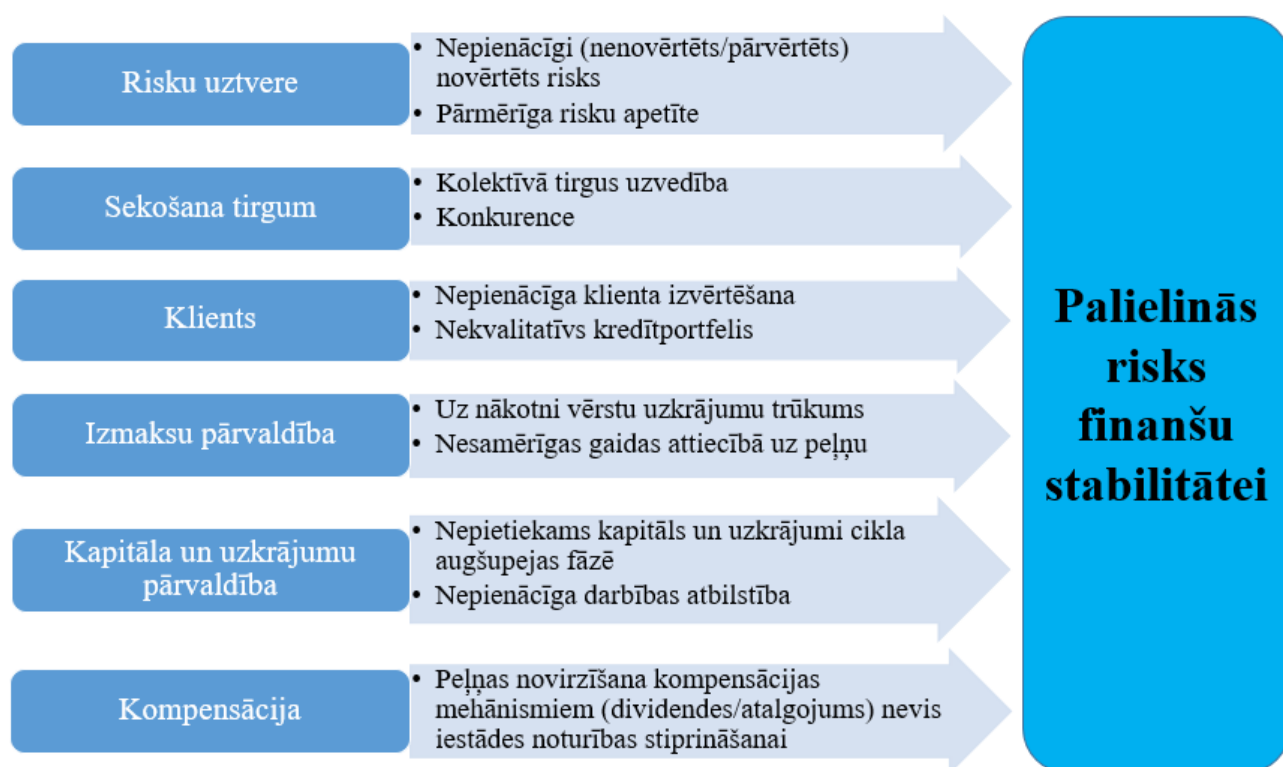 Risku uztvere
• Nepienācīgi (nenovērtēts/pārvērtēts)
novērtēts risks
• Pārmērīga risku apetīte
Sekošana tirgum
• Kolektīvā tirgus uzvedība
• Konkurence
Klients
• Nepienācīga klienta izvērtēšana
• Nekvalitatīvs kredītportfelis
Izmaksu pārvaldība
• Uz nākotni vērstu uzkrājumu trūkums
• Nesamērīgas gaidas attiecībā uz peļņu
Kapitāla un uzkrājumu
pārvaldība
• Nepietiekams kapitāls un uzkrājumi cikla
augšupejas fāzē
• Nepienācīga darbības atbilstība
Kompensācija
• Peļņas novirzīšana kompensācijas
mehānismiem (dividendes/atalgojums) nevis
iestādes noturības stiprināšanai
Palielinās
risks
finanšu
stabilitātei